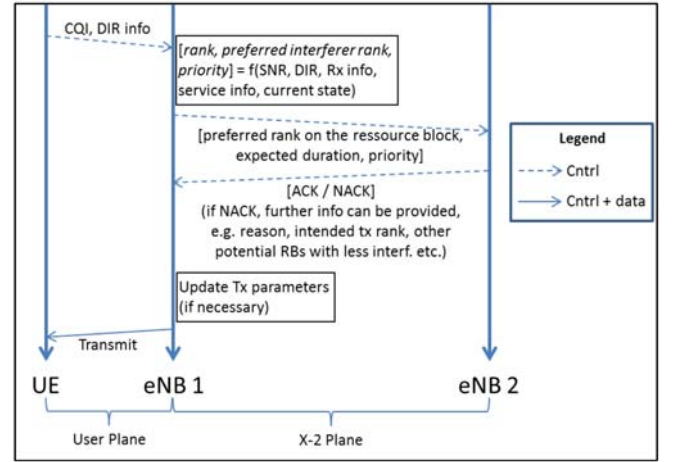 CQI, DIR info
[rank, preferred interferer rank,
priority] = f(SNR, DIR, Rx info,
service info, current state)
[preferred rank on the ressource block,
expected duration, priority]
Legend
Cntrl
Cntrl + data
[ACK / NACK]
(if NACK, further info can be provided,
e.g. reason, intended tx rank, other
potential RBs with less interf. etc.)
Update Tx parameters
(if necessary)
Transmit
UE
eNB 1
eNB 2
User Plane
X-2 Plane